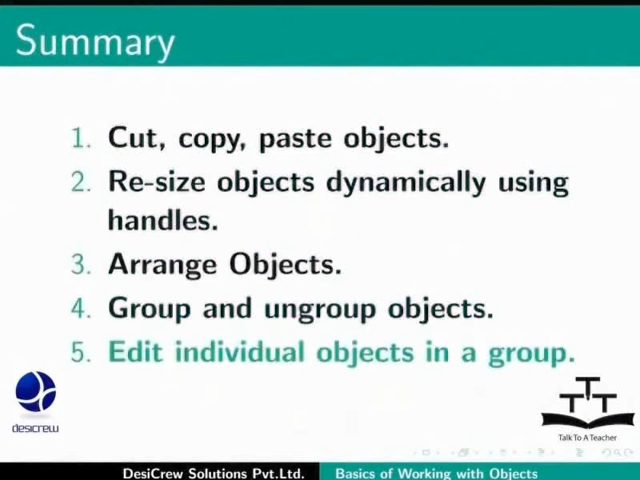 Summary
1. Cut, copy, paste objects.
2. Re-size objects dynamically using
handles.
3. Arrange Objects.
4. Group and ungroup objects.
5. Edit individual objects in a group.
desicrew
TTT
Talk To A Teacher
DesiCrew Solutions Pvt.Ltd. Basics of Working with Objects